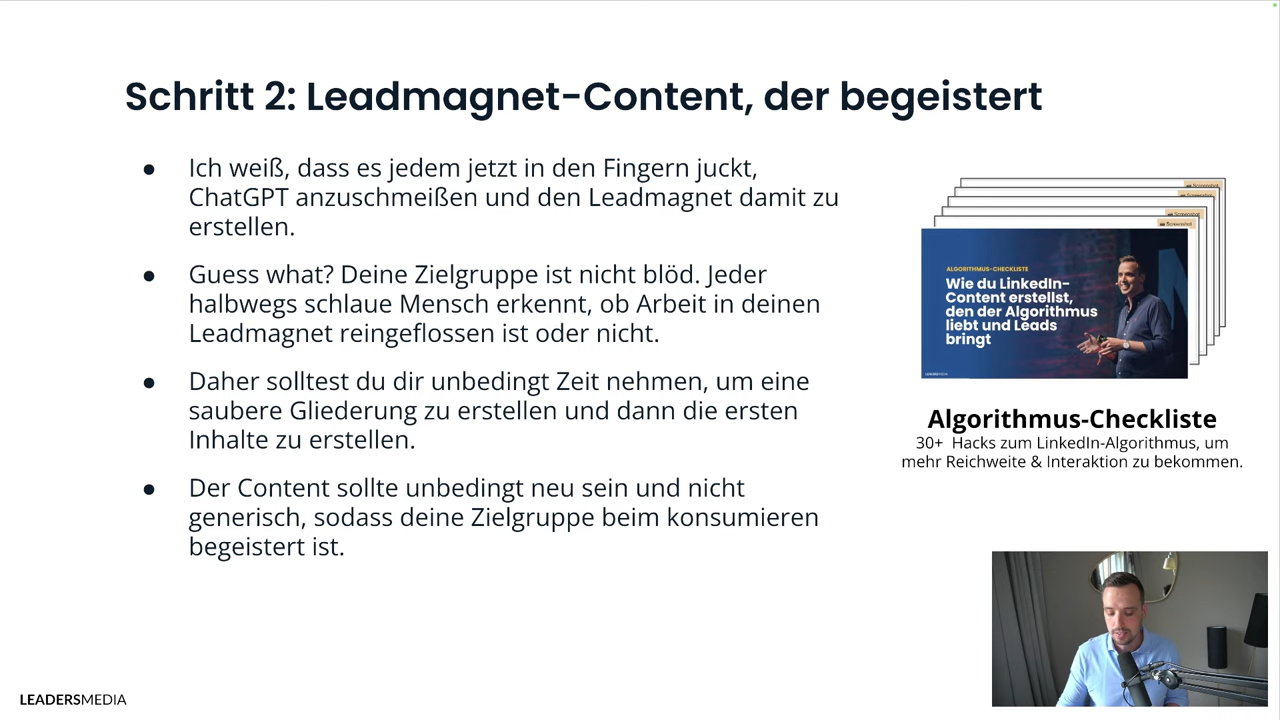 Schritt 2: Leadmagnet-Content, der begeistert
● Ich weiß, dass es jedem jetzt in den Fingern juckt,
ChatGPT anzuschmeißen und den Leadmagnet damit zu
erstellen.
● Guess what? Deine Zielgruppe ist nicht blöd. Jeder
halbwegs schlaue Mensch erkennt, ob Arbeit in deinen
Leadmagnet reingeflossen ist oder nicht.
● Daher solltest du dir unbedingt Zeit nehmen, um eine
saubere Gliederung zu erstellen und dann die ersten
Inhalte zu erstellen.
● Der Content sollte unbedingt neu sein und nicht
generisch, sodass deine Zielgruppe beim konsumieren
begeistert ist.
Screenshot
Screenshot
Screenshot
Screenshot
ALGORITHMUS-CHECKLISTE
Wie du LinkedIn-
Content erstellst,
den der Algorithmus
liebt und Leads
bringt
LEADERSMEDIA
Algorithmus-Checkliste
30+ Hacks zum LinkedIn-Algorithmus, um
mehr Reichweite & Interaktion zu bekommen.
LEADERSMEDIA